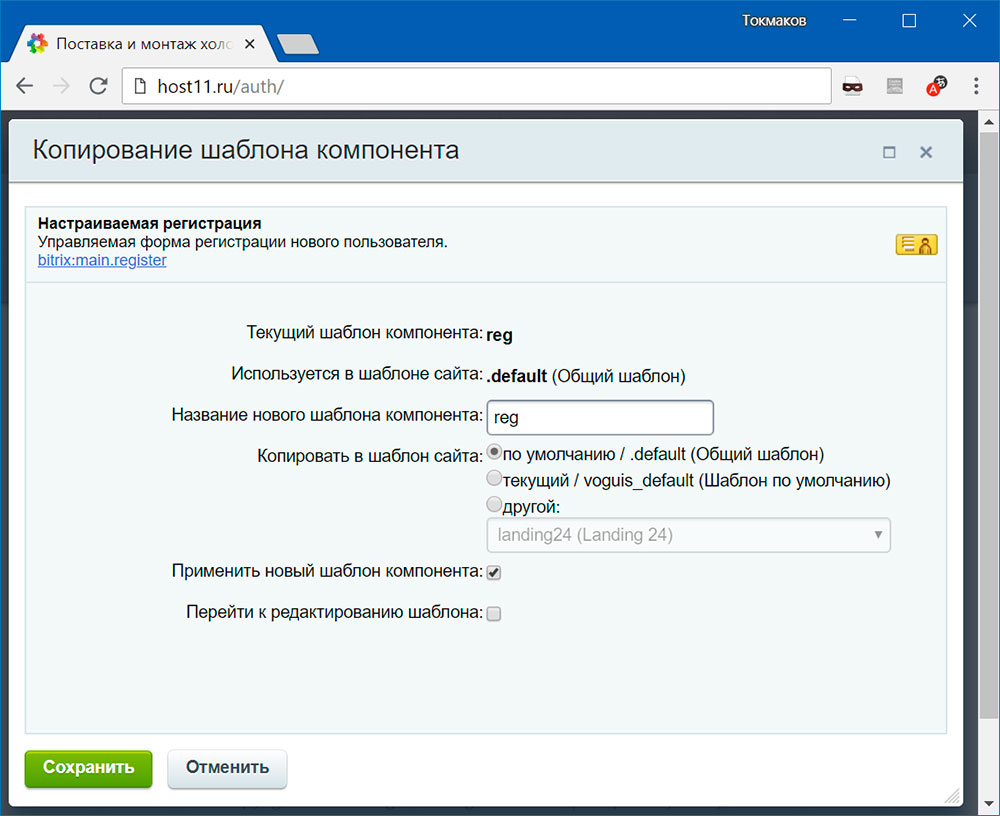 Токмаков
Поставка и монтаж холо
host11.ru/auth/
Копирование шаблона компонента
Настраиваемая регистрация
Управляемая форма регистрации нового пользователя.
bitrix:main.register
Текущий шаблон компонента: reg
Используется в шаблоне сайта: .default (Общий шаблон)
Название нового шаблона компонента: reg
Копировать в шаблон сайта: по умолчанию / .default (Общий шаблон)
текущий / voguis_default (Шаблон по умолчанию)
другой:
landing24 (Landing 24)
Применить новый шаблон компонента:
Перейти к редактированию шаблона:
Сохранить Отменить